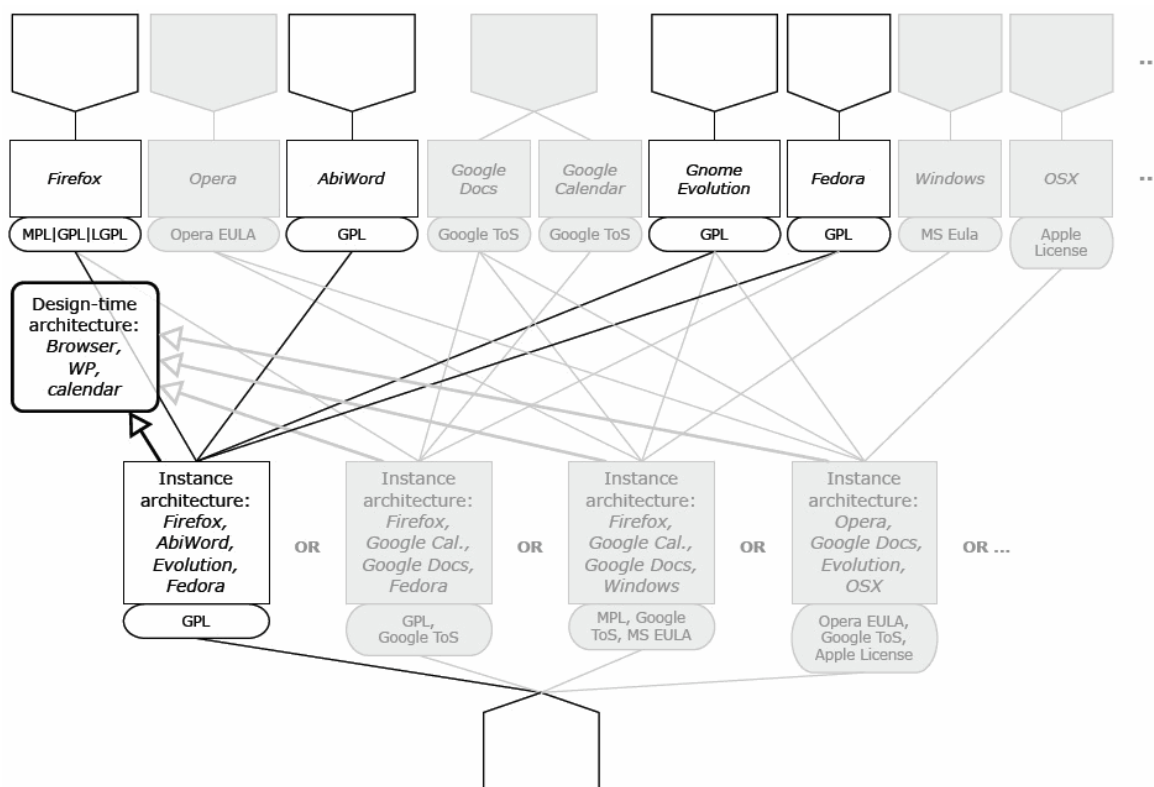 Firefox
Opera
AbiWord
Google
Docs
Google
Calendar
Gnome
Evolution
Fedora
Windows
OSX
..
..
MPL|GPL|LGPL
Opera EULA
GPL
Google ToS
Google ToS
GPL
GPL
MS Eula
Apple
License
Design-time
architecture:
Browser,
WP,
calendar
Instance
architecture:
Firefox,
AbiWord,
Evolution,
Fedora
GPL
OR
Instance
architecture:
Firefox,
Google Cal.,
Google Docs,
Fedora
GPL,
Google ToS
OR
Instance
architecture:
Firefox,
Google Cal.,
Google Docs,
Windows
MPL, Google
ToS, MS EULA
OR
Instance
architecture:
Opera,
Google Docs,
Evolution,
OSX
Opera EULA,
Google ToS,
Apple License
OR ...